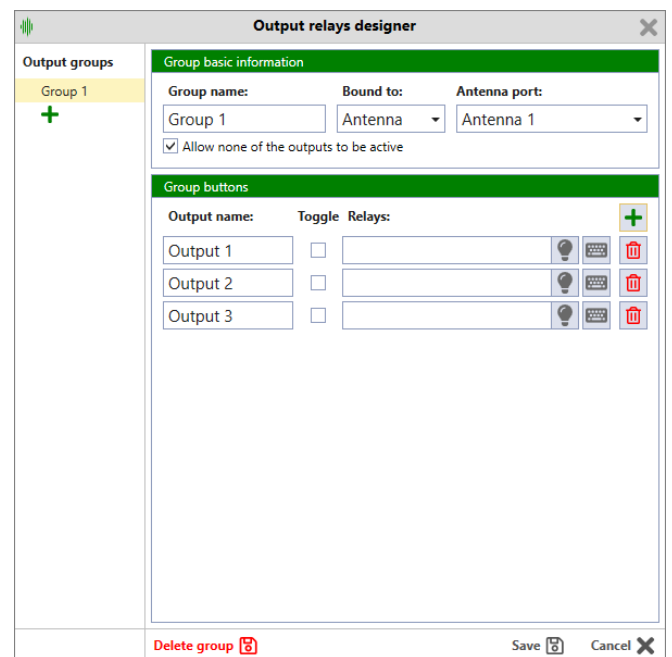 Output relays designer
Output groups
Group 1
Group basic information
Group name: Bound to: Antenna port:
Group 1 Antenna Antenna 1
Allow none of the outputs to be active
Group buttons
Output name: Toggle Relays:
Output 1
Output 2
Output 3
Delete group Save Cancel